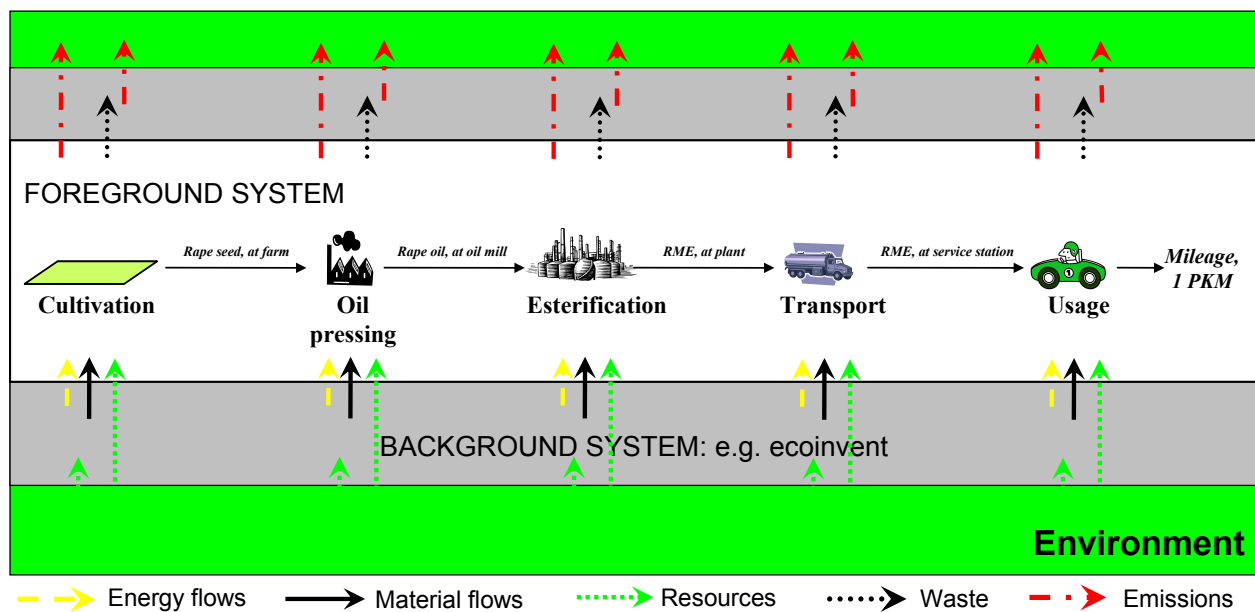 FOREGROUND SYSTEM
Rape seed, at farm
Rape oil, at oil mill
RME, at plant
RME, at service station
Mileage,
1 PKM
1
Cultivation
Oil
pressing
Esterification
Transport
Usage
BACKGROUND SYSTEM: e.g. ecoinvent
Environment
Energy flows
Material flows
Resources
Waste
Emissions